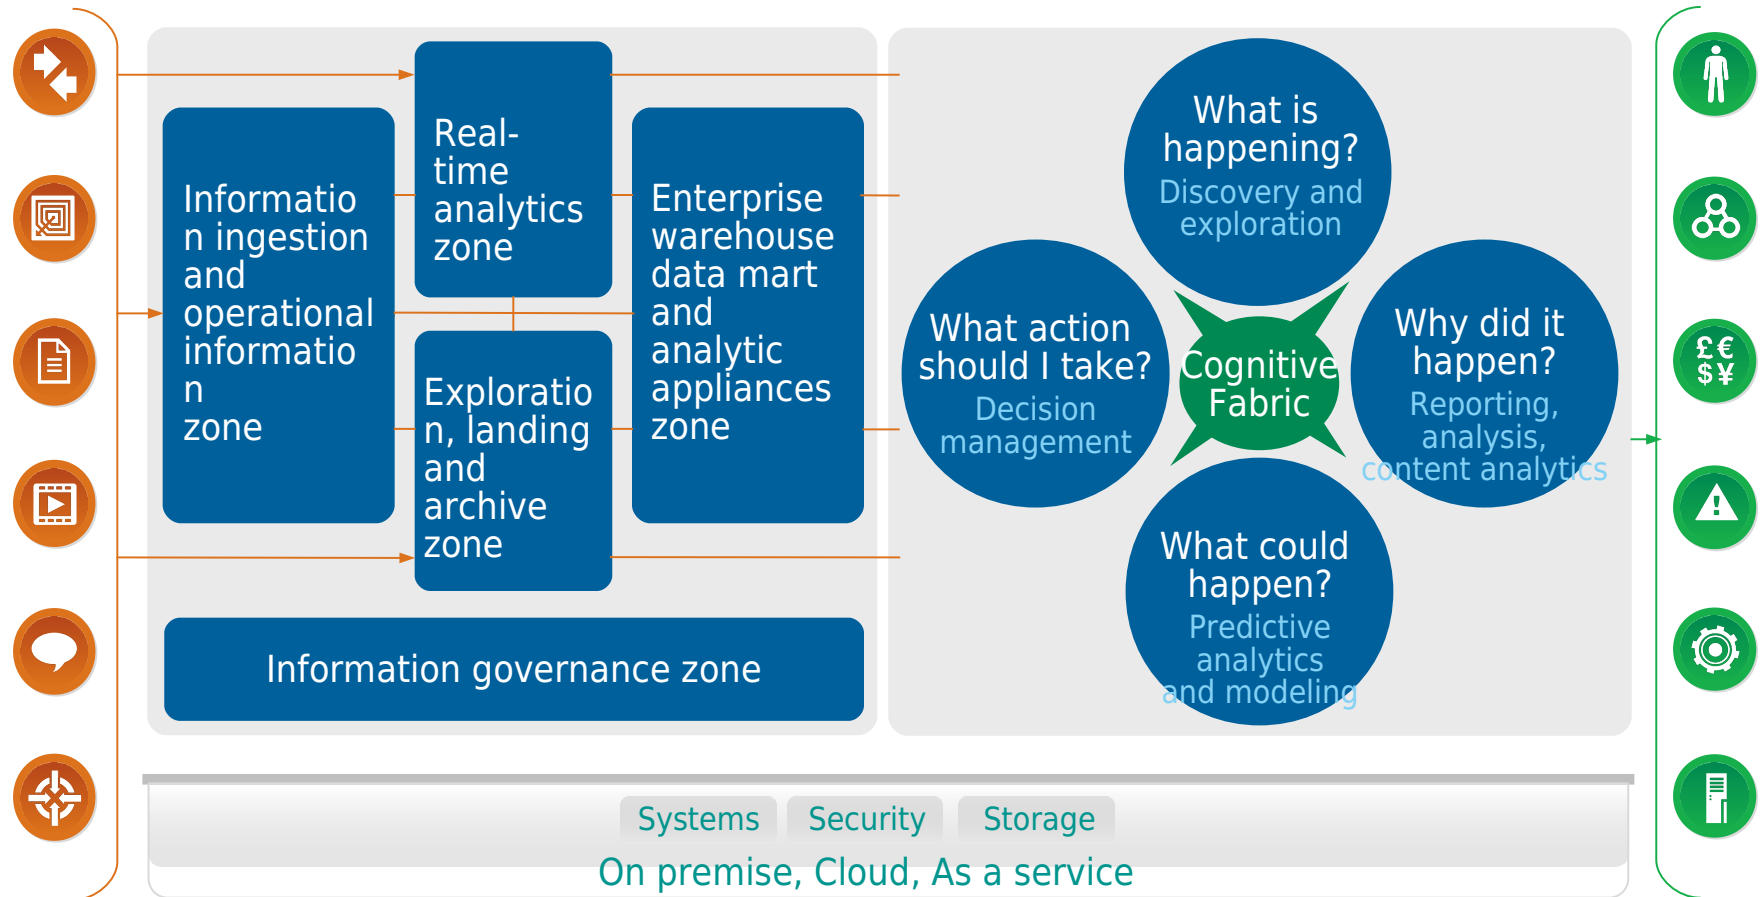 Informatio
n ingestion
and
operational
informatio
n
zone
Real-
time
analytics
zone
Exploratio
n, landing
and
archive
zone
Enterprise
warehouse
data mart
and
analytic
appliances
zone
Information governance zone
What is
happening?
Discovery and
exploration
What action
should I take?
Decision
management
Cognitive
Fabric
Why did it
happen?
Reporting,
analysis,
content analytics
What could
happen?
Predictive
analytics
and modeling
£ €
$ ¥
!
Systems
Security
Storage
On premise, Cloud, As a service